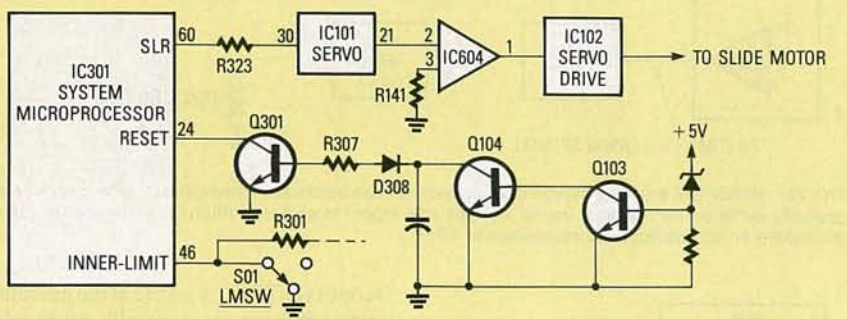 SLR
60
R323
30
IC101
SERVO
21
2
3
IC604
1
IC102
SERVO
DRIVE
TO SLIDE MOTOR
IC301
SYSTEM
MICROPROCESSOR
R141
RESET
24
Q301
R307
D308
Q104
Q103
+5V
R301
INNER-LIMIT
46
S01
LMSW